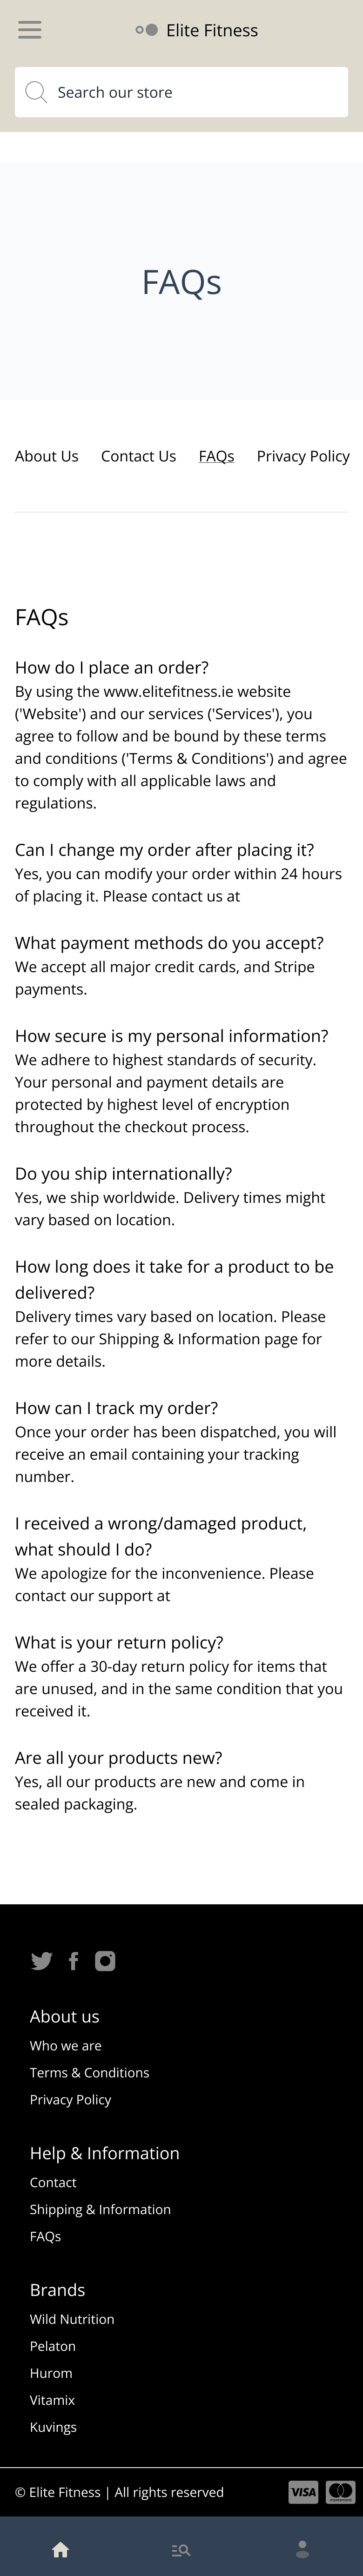 Elite Fitness
Search our store
FAQs
About Us Contact Us FAQs Privacy Policy
FAQs
How do I place an order?
By using the www.elitefitness.ie website
('Website') and our services ('Services'), you
agree to follow and be bound by these terms
and conditions ('Terms & Conditions') and agree
to comply with all applicable laws and
regulations.
Can I change my order after placing it?
Yes, you can modify your order within 24 hours
of placing it. Please contact us at
What payment methods do you accept?
We accept all major credit cards, and Stripe
payments.
How secure is my personal information?
We adhere to highest standards of security.
Your personal and payment details are
protected by highest level of encryption
throughout the checkout process.
Do you ship internationally?
Yes, we ship worldwide. Delivery times might
vary based on location.
How long does it take for a product to be
delivered?
Delivery times vary based on location. Please
refer to our Shipping & Information page for
more details.
How can I track my order?
Once your order has been dispatched, you will
receive an email containing your tracking
number.
I received a wrong/damaged product,
what should I do?
We apologize for the inconvenience. Please
contact our support at
What is your return policy?
We offer a 30-day return policy for items that
are unused, and in the same condition that you
received it.
Are all your products new?
Yes, all our products are new and come in
sealed packaging.
About us
Who we are
Terms & Conditions
Privacy Policy
Help & Information
Contact
Shipping & Information
FAQs
Brands
Wild Nutrition
Pelaton
Hurom
Vitamix
Kuvings
© Elite Fitness | All rights reserved
VISA
mastercard